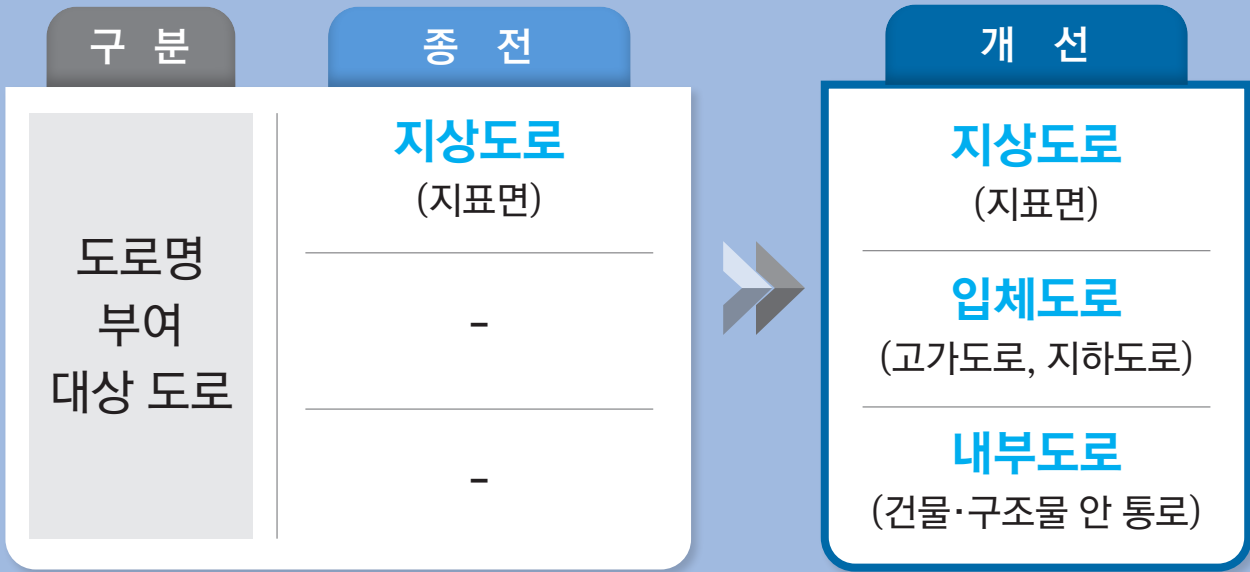 구 분
종 전
개 선
도로명
부여
대상 도로
지상도로
(지표면)
-
-
지상도로
(지표면)
입체도로
(고가도로, 지하도로)
내부도로
(건물·구조물 안 통로)